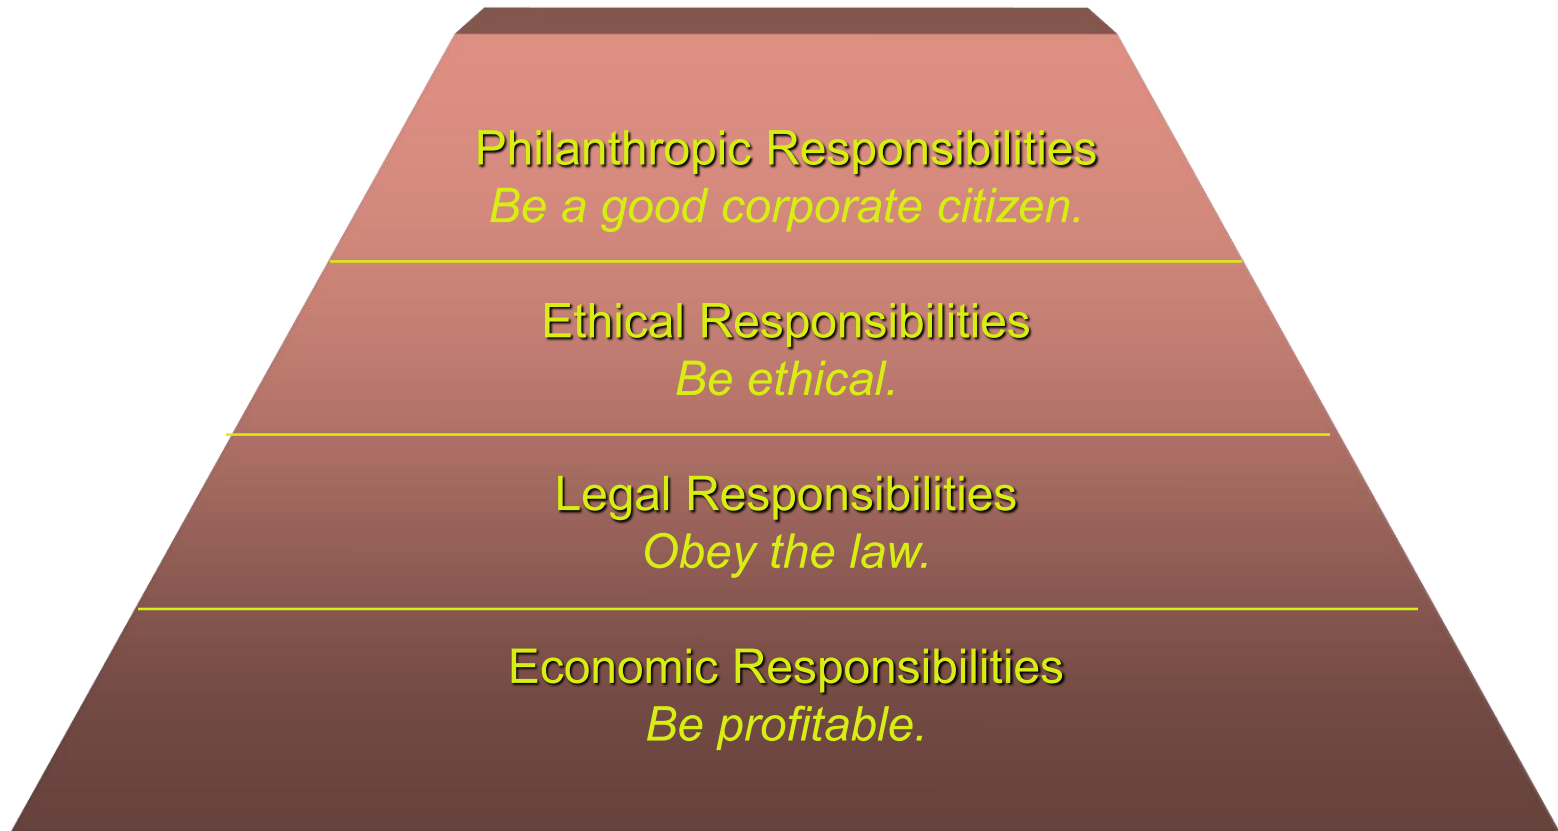 Philanthropic Responsibilities
Be a good corporate citizen.
Ethical Responsibilities
Be ethical.
Legal Responsibilities
Obey the law.
Economic Responsibilities
Be profitable.